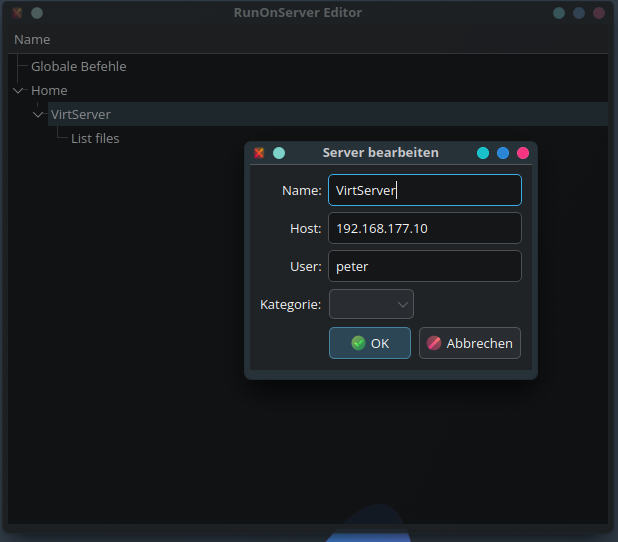 RunOnServer Editor
Name
Globale Befehle
Home
VirtServer
List files
Server bearbeiten
Name: VirtServer
Host: 192.168.177.10
User: peter
Kategorie:
OK Abbrechen